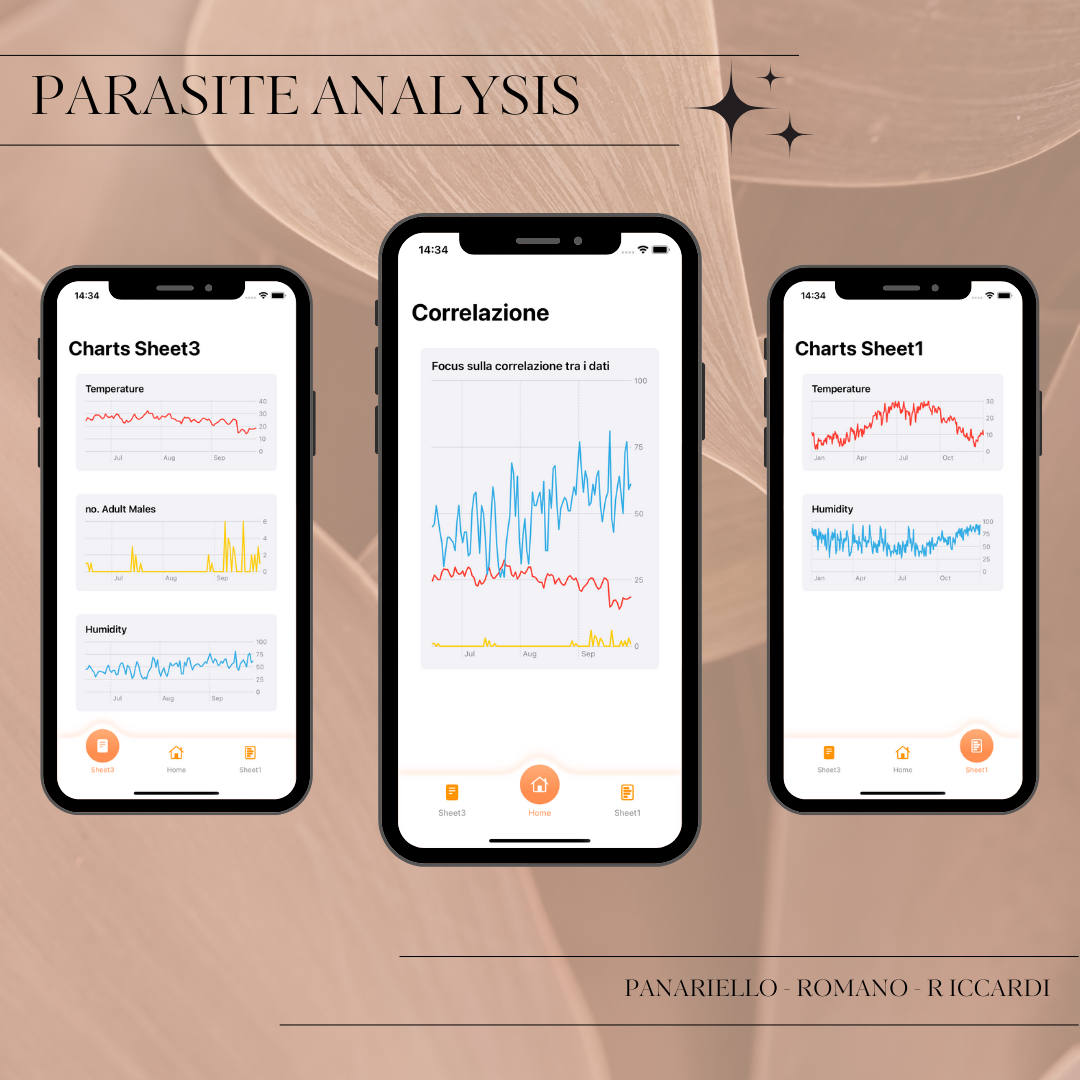 PARASITE ANALYSIS
14:34
Charts Sheet3
Temperature
40
30
20
10
0
Jul Aug Sep
no. Adult Males
6
4
2
0
Jul Aug Sep
Humidity
100
75
50
25
0
Jul Aug Sep
Sheet3 Home Sheet1
14:34
Correlazione
Focus sulla correlazione tra i dati
100
75
50
25
0
Jul Aug Sep
Sheet3 Home Sheet1
14:34
Charts Sheet1
Temperature
30
20
10
0
Jan Apr Jul Oct
Humidity
100
75
50
25
0
Jan Apr Jul Oct
Sheet3 Home Sheet1
PANARIELLO - ROMANO - R ICCARDI